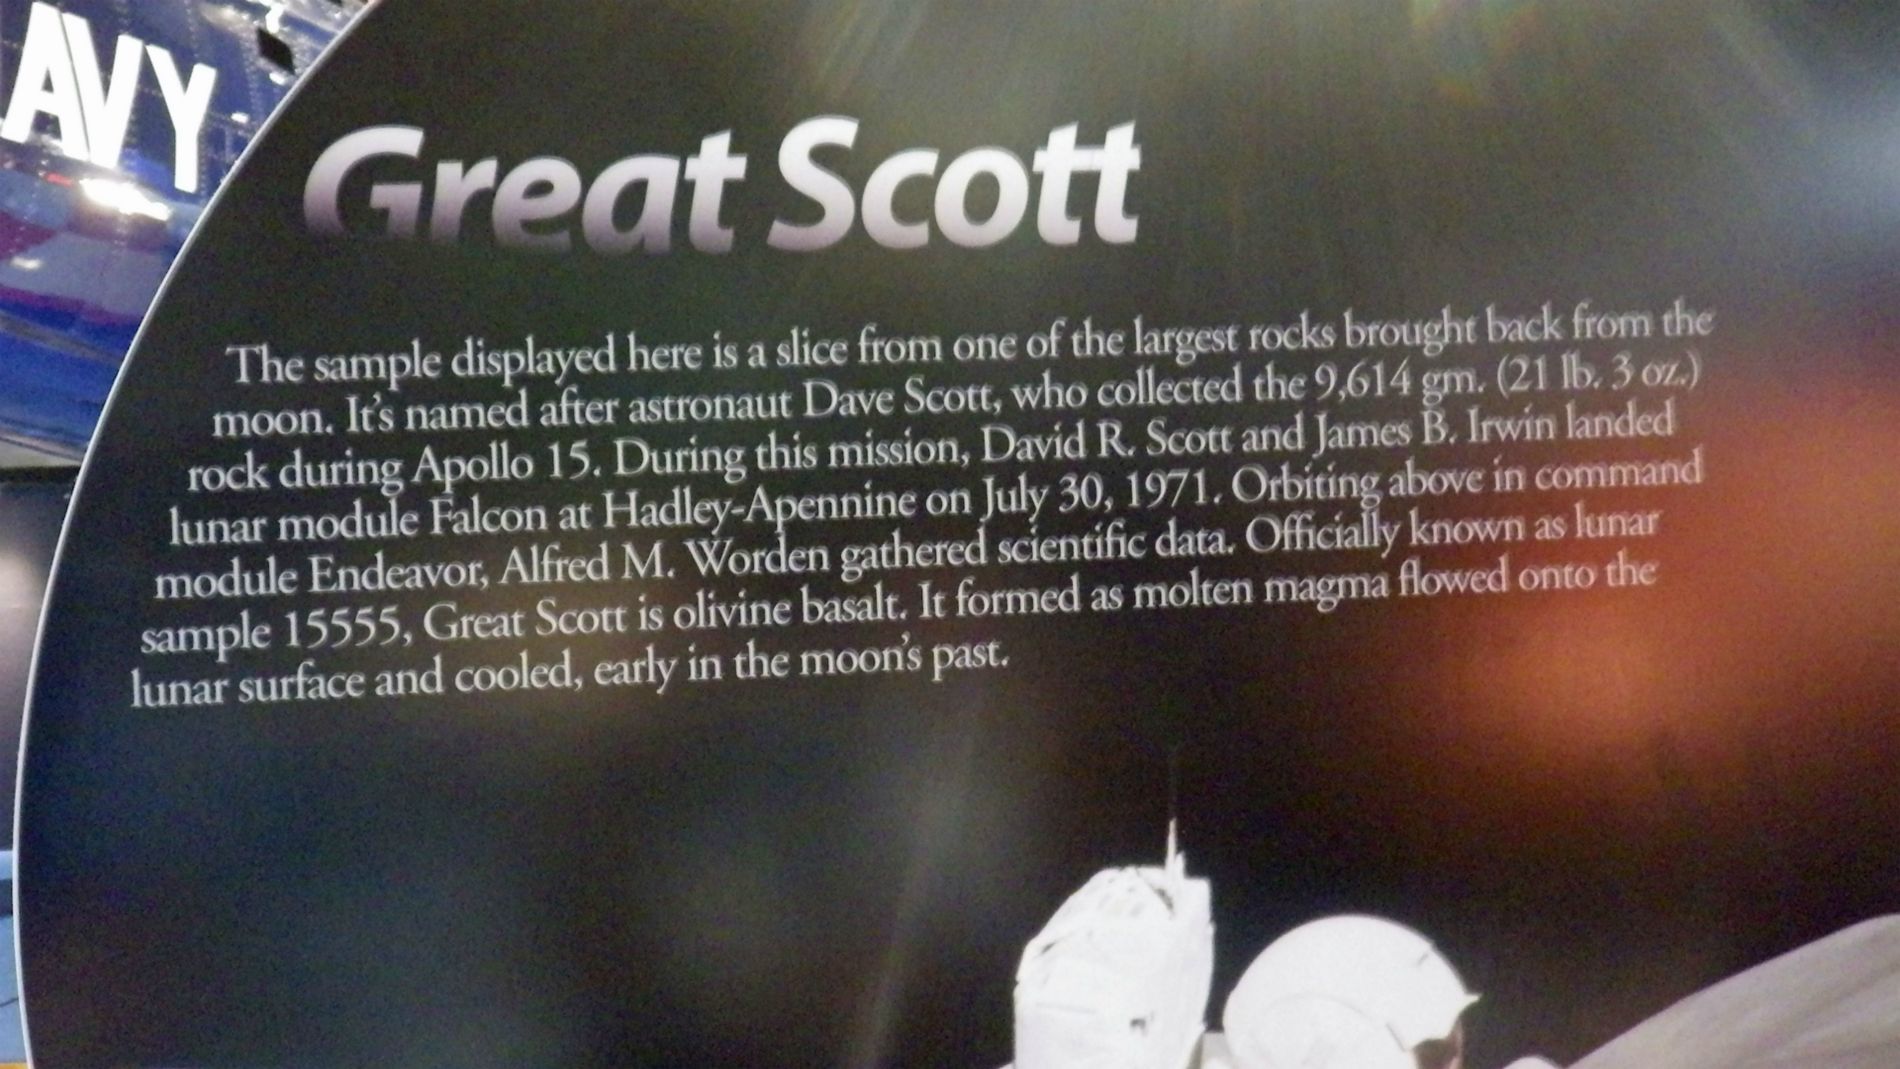 AVY
Great Scott
The sample displayed here is a slice from one of the largest rocks brought back from the
moon. It's named after astronaut Dave Scott, who collected the 9,614 gm. (21 lb. 3 oz.)
rock during Apollo 15. During this mission, David R. Scott and James B. Irwin landed
lunar module Falcon at Hadley-Apennine on July 30, 1971. Orbiting above in command
module Endeavor, Alfred M. Worden gathered scientific data. Officially known as lunar
sample 15555, Great Scott is olivine basalt. It formed as molten magma flowed onto the
lunar surface and cooled, early in the moon's past.